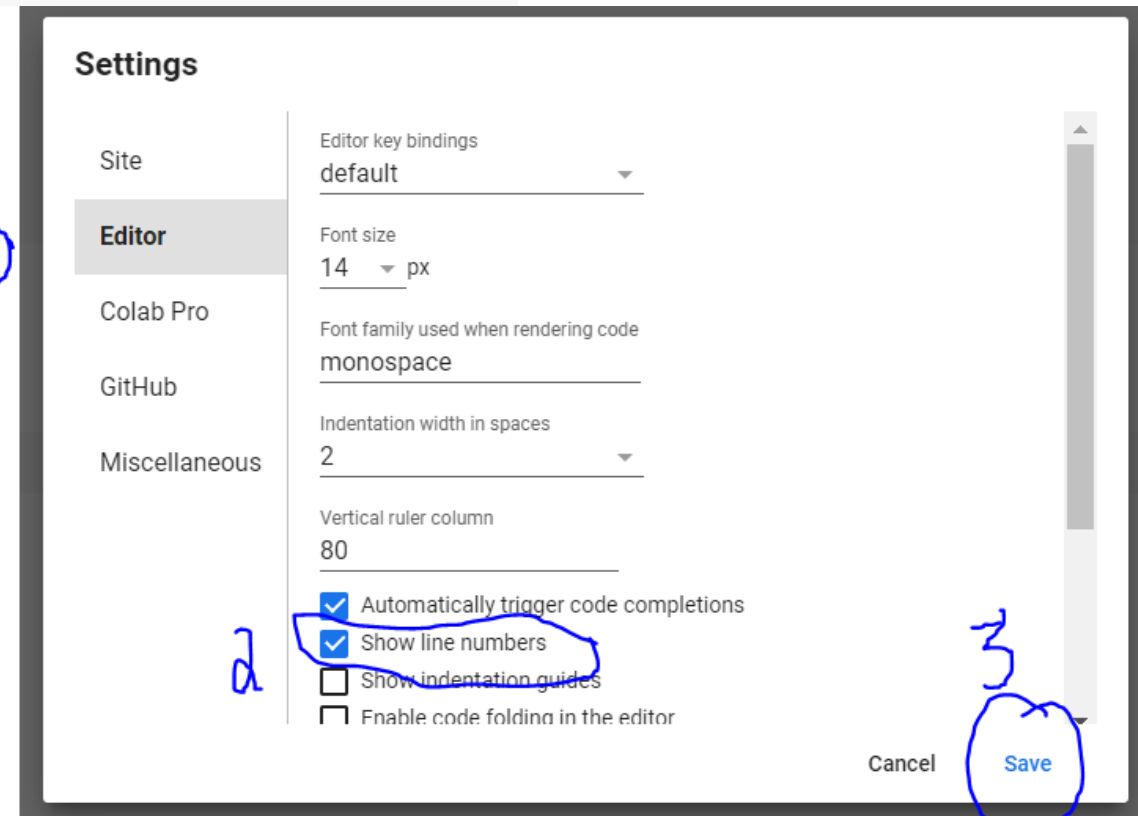 Settings
Site
Editor
Colab Pro
GitHub
Miscellaneous
Editor key bindings
default
Font size
14 px
Font family used when rendering code
monospace
Indentation width in spaces
2
Vertical ruler column
80
Automatically trigger code completions
Show line numbers
Show indentation guides
Enable code folding in the editor
2
3
Cancel Save